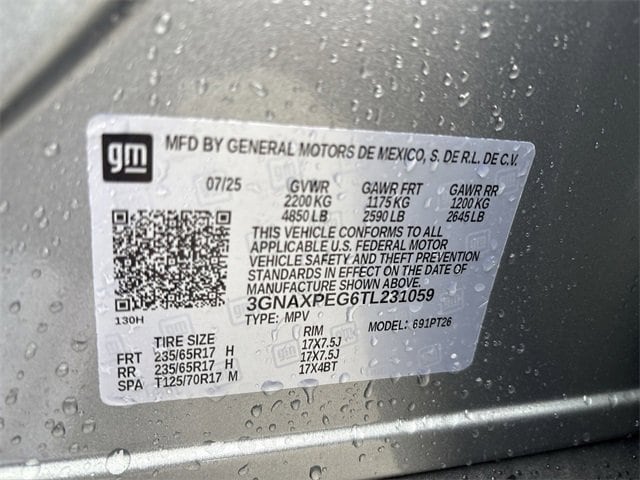 gm MFD BY GENERAL MOTORS DE MEXICO, S. DE R.L. DE C.V.
07/25 GVWR GAWR FRT GAWR RR
2200 KG 1175 KG 1200 KG
4850 LB 2590 LB 2645 LB
THIS VEHICLE CONFORMS TO ALL
APPLICABLE U.S. FEDERAL MOTOR
VEHICLE SAFETY AND THEFT PREVENTION
STANDARDS IN EFFECT ON THE DATE OF
MANUFACTURE SHOWN ABOVE.
3GNAXPEG6TL231059
130H TYPE: MPV MODEL: 691PT26
TIRE SIZE RIM
FRT 235/65R17 H 17X7.5J
RR 235/65R17 H 17X7.5J
SPA T125/70R17 M 17X4BT